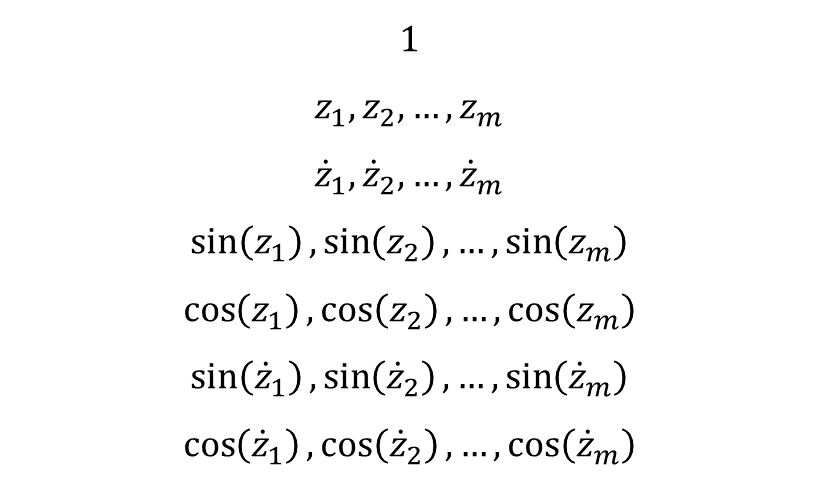 1
z₁, z₂, …, zₘ
ż₁, ż₂, …, żₘ
sin(z₁), sin(z₂), …, sin(zₘ)
cos(z₁), cos(z₂), …, cos(zₘ)
sin(ż₁), sin(ż₂), …, sin(żₘ)
cos(ż₁), cos(ż₂), …, cos(żₘ)